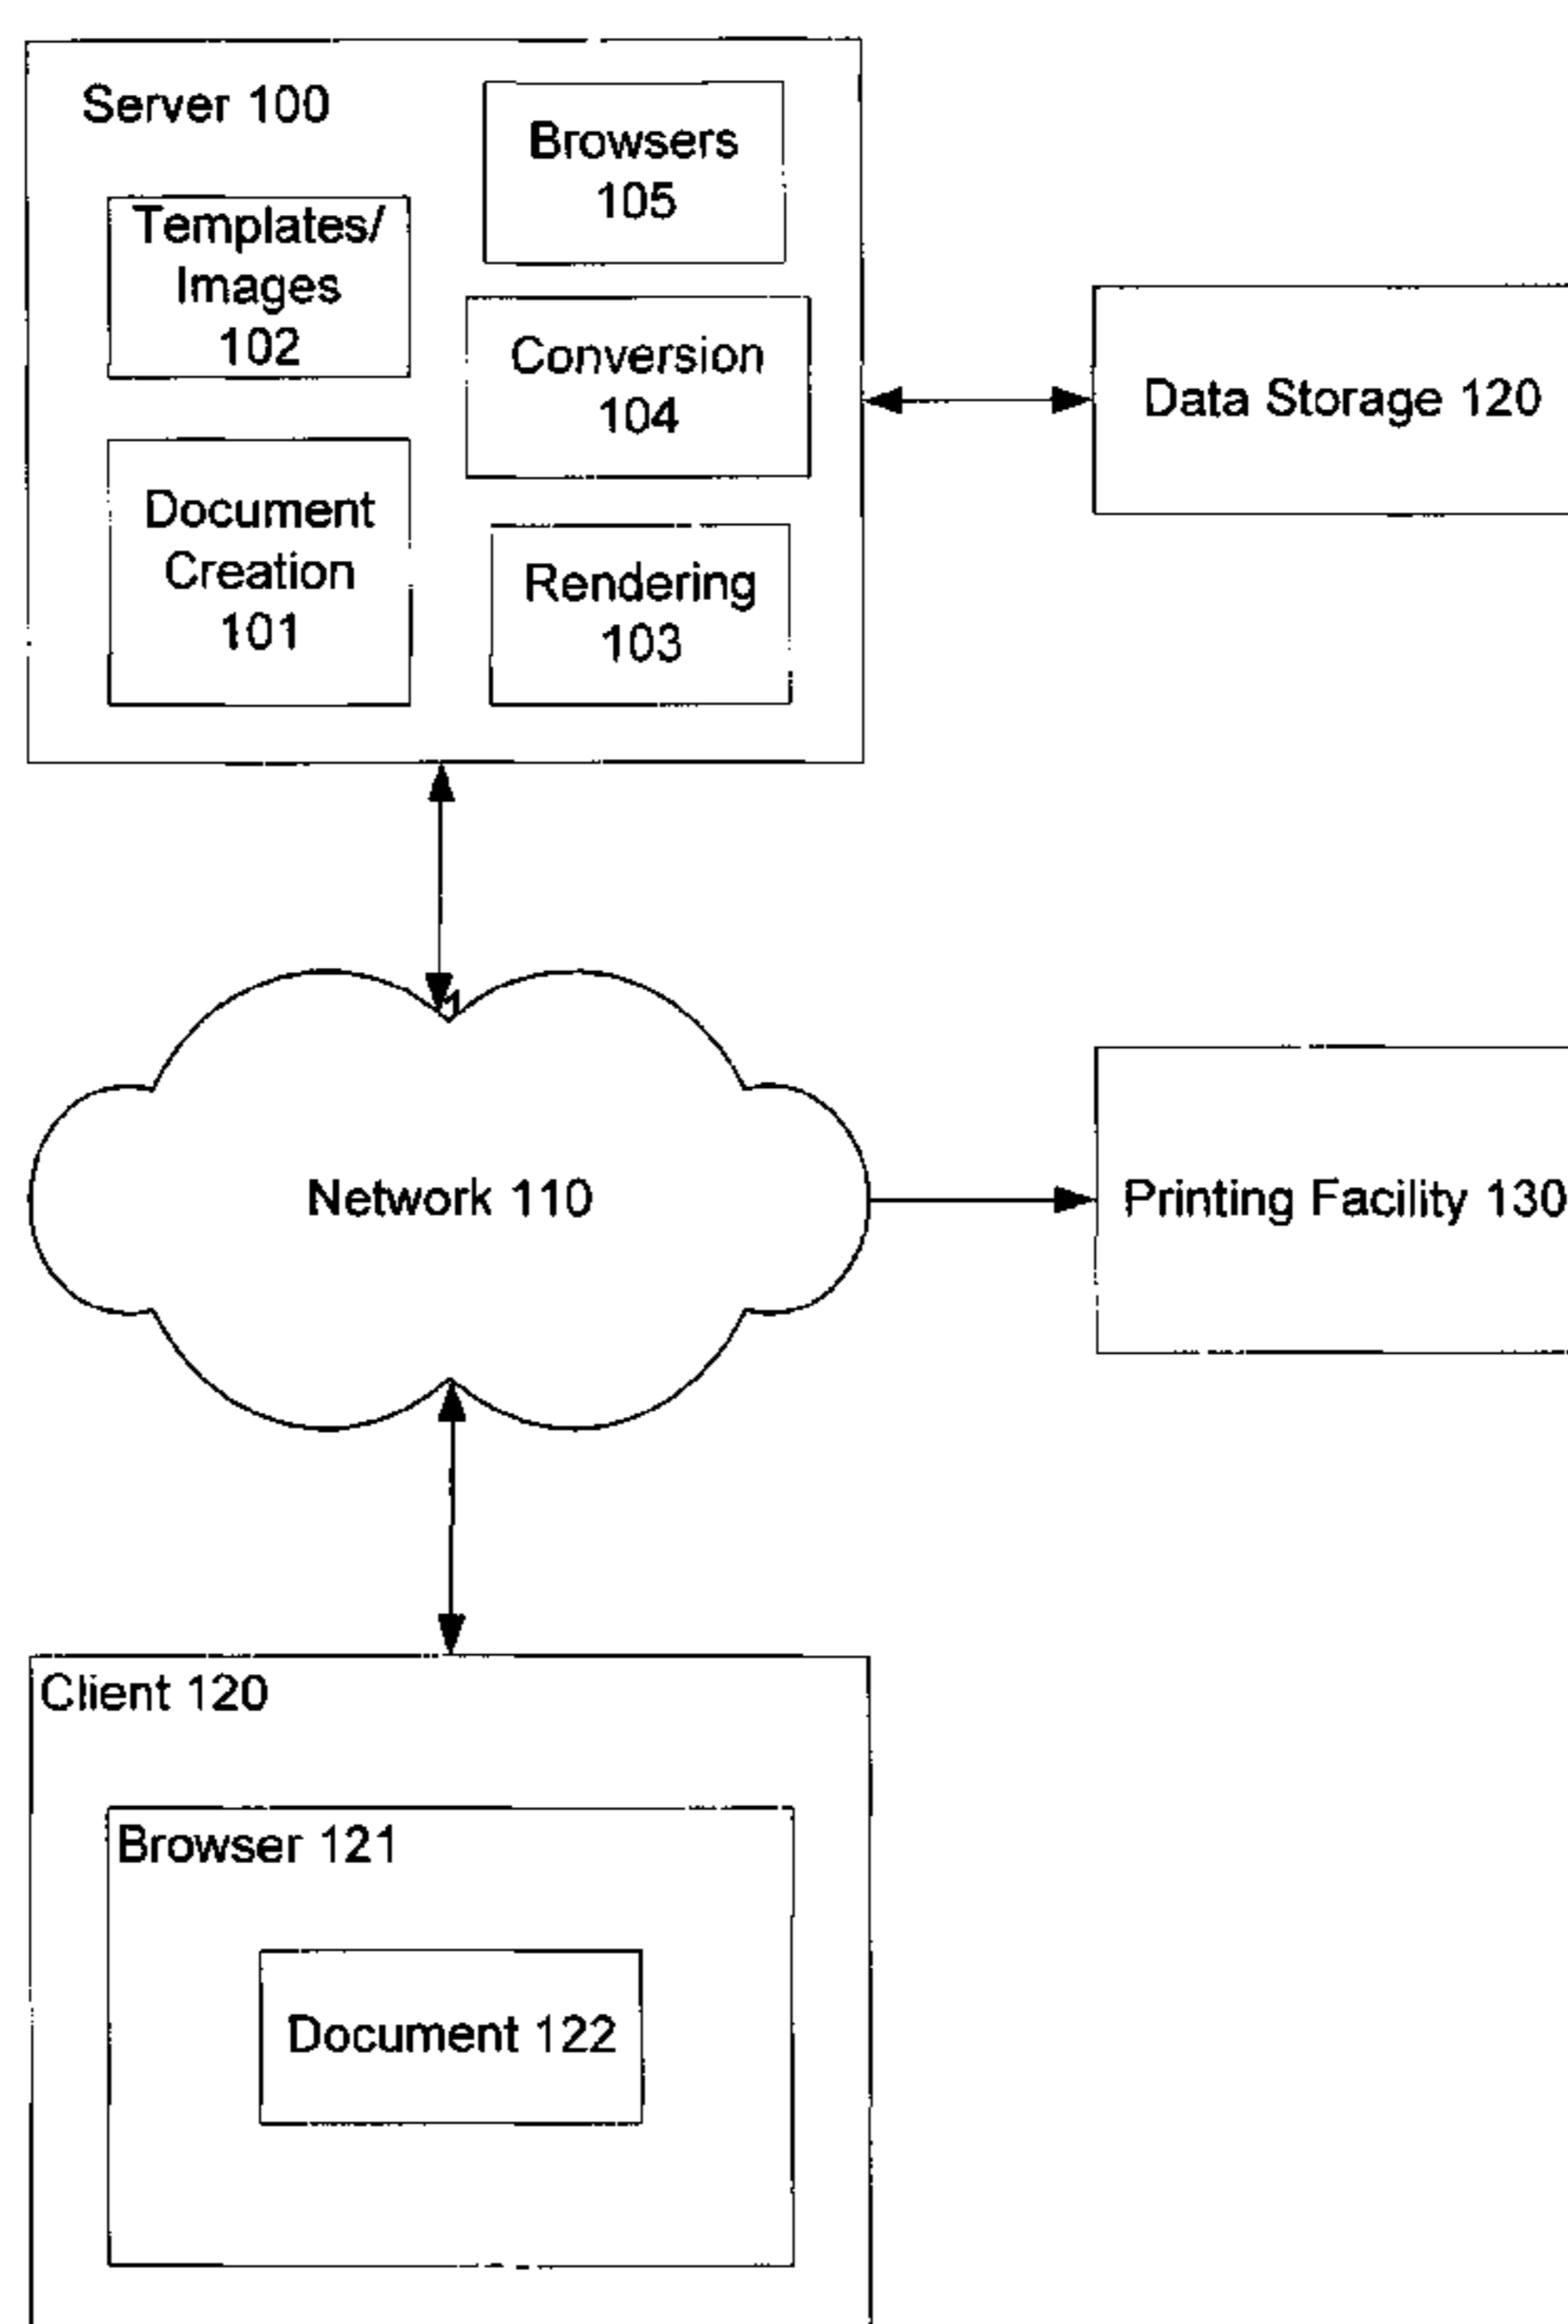 Server 100
Browsers
105
Templates/
Images
102
Conversion
104
Data Storage 120
Document
Creation
101
Rendering
103
Network 110
Printing Facility 130
Client 120
Browser 121
Document 122